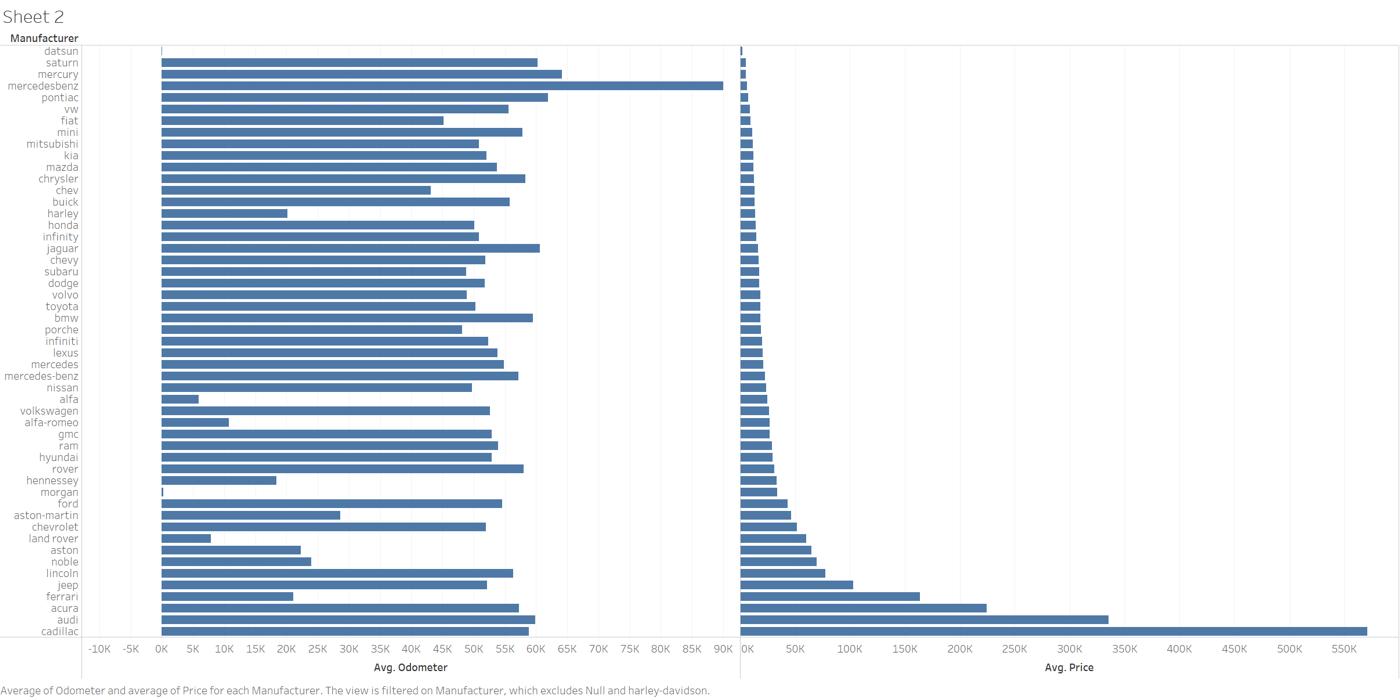 Sheet 2
Manufacturer
datsun
saturn
mercury
mercedesbenz
pontiac
vw
fiat
mini
mitsubishi
kia
mazda
chrysler
chev
buick
harley
honda
infinity
jaguar
chevy
subaru
dodge
volvo
toyota
bmw
porche
infiniti
lexus
mercedes
mercedes-benz
nissan
alfa
volkswagen
alfa-romeo
gmc
ram
hyundai
rover
hennessey
morgan
ford
aston-martin
chevrolet
land rover
aston
noble
lincoln
jeep
ferrari
acura
audi
cadillac
-10K -5K 0K 5K 10K 15K 20K 25K 30K 35K 40K 45K 50K 55K 60K 65K 70K 75K 80K 85K 90K 0K 50K 100K 150K 200K 250K 300K 350K 400K 450K 500K 550K
Avg. Odometer Avg. Price
Average of Odometer and average of Price for each Manufacturer. The view is filtered on Manufacturer, which excludes Null and harley-davidson.